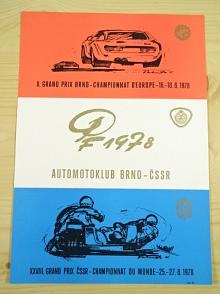 X. GRAND PRIX BRNO - CHAMPIONNAT D'EUROPE - 16.-18. 6. 1978
PF 1978
AUTOMOTOKLUB BRNO - ČSSR
XXVIII. GRAND PRIX ČSSR - CHAMPIONNAT DU MONDE - 25.-27. 8. 1978